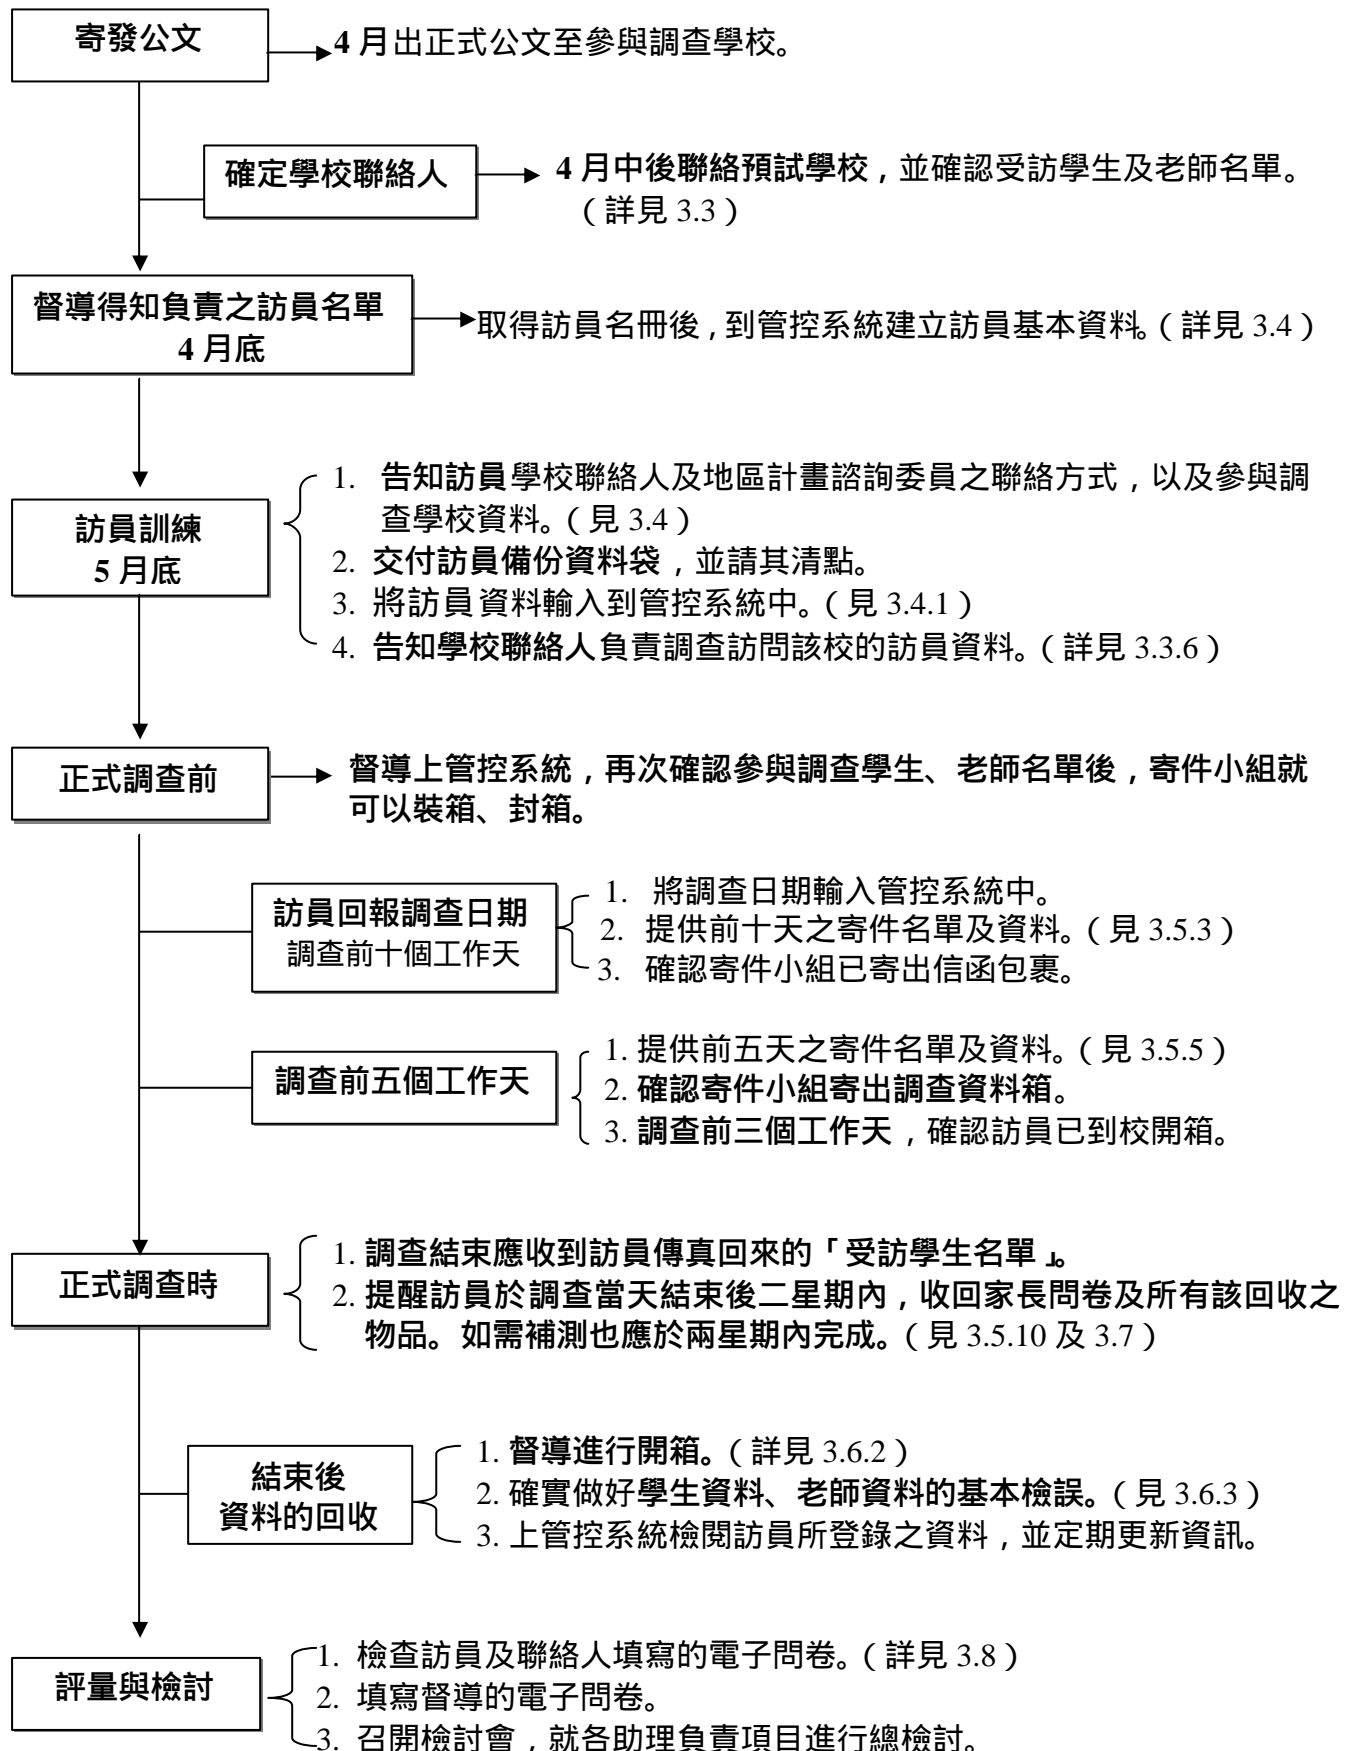 寄發公文
4 月出正式公文至參與調查學校。
確定學校聯絡人
4 月中後聯絡預試學校，並確認受訪學生及老師名單。
（詳見 3.3）
督導得知負責之訪員名單
4 月底
取得訪員名冊後，到管控系統建立訪員基本資料。（詳見 3.4）
訪員訓練
5 月底
1. 告知訪員學校聯絡人及地區計畫諮詢委員之聯絡方式，以及參與調
查學校資料。（見 3.4）
2. 交付訪員備份資料袋，並請其清點。
3. 將訪員資料輸入到管控系統中。（見 3.4.1）
4. 告知學校聯絡人負責調查訪問該校的訪員資料。（詳見 3.3.6）
正式調查前
督導上管控系統，再次確認參與調查學生、老師名單後，寄件小組就
可以裝箱、封箱。
訪員回報調查日期
調查前十個工作天
1. 將調查日期輸入管控系統中。
2. 提供前十天之寄件名單及資料。（見 3.5.3）
3. 確認寄件小組已寄出信函包裹。
調查前五個工作天
1. 提供前五天之寄件名單及資料。（見 3.5.5）
2. 確認寄件小組寄出調查資料箱。
3. 調查前三個工作天，確認訪員已到校開箱。
正式調查時
1. 調查結束應收到訪員傳真回來的「受訪學生名單」。
2. 提醒訪員於調查當天結束後二星期內，收回家長問卷及所有該回收之
物品。如需補測也應於兩星期內完成。（見 3.5.10 及 3.7）
結束後
資料的回收
1. 督導進行開箱。（詳見 3.6.2）
2. 確實做好學生資料、老師資料的基本檢誤。（見 3.6.3）
3. 上管控系統檢閱訪員所登錄之資料，並定期更新資訊。
評量與檢討
1. 檢查訪員及聯絡人填寫的電子問卷。（詳見 3.8）
2. 填寫督導的電子問卷。
3. 召開檢討會，就各助理負責項目進行總檢討。